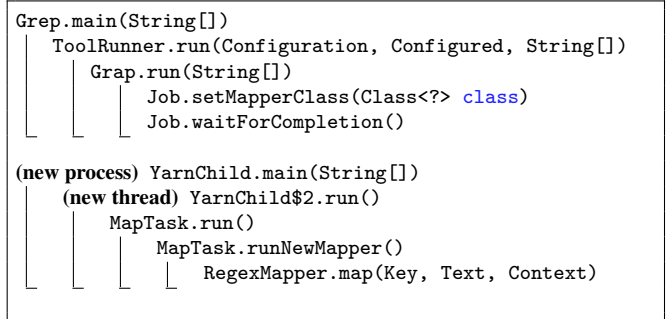 Grep.main(String[])
ToolRunner.run(Configuration, Configured, String[])
Grap.run(String[])
Job.setMapperClass(Class<?> class)
Job.waitForCompletion()
(new process) YarnChild.main(String[])
(new thread) YarnChild$2.run()
MapTask.run()
MapTask.runNewMapper()
RegexMapper.map(Key, Text, Context)